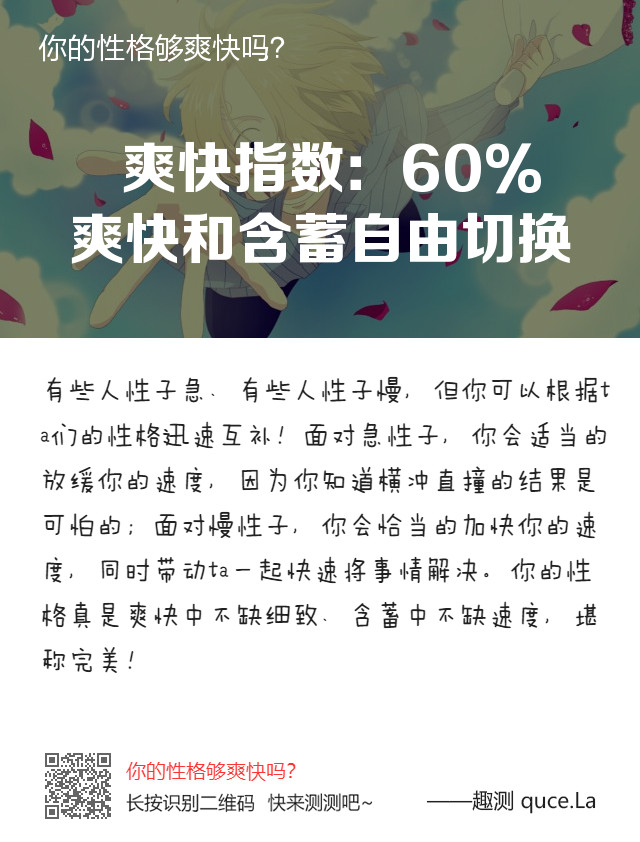 你的性格够爽快吗？
爽快指数：60%
爽快和含蓄自由切换
有些人性子急、有些人性子慢，但你可以根据t
a们的性格迅速互补！面对急性子，你会适当的
放缓你的速度，因为你知道横冲直撞的结果是
可怕的；面对慢性子，你会恰当的加快你的速
度，同时带动ta一起快速将事情解决。你的性
格真是爽快中不缺细致、含蓄中不缺速度，堪
称完美！
你的性格够爽快吗？
长按识别二维码 快来测测吧~
——趣测 quce.La